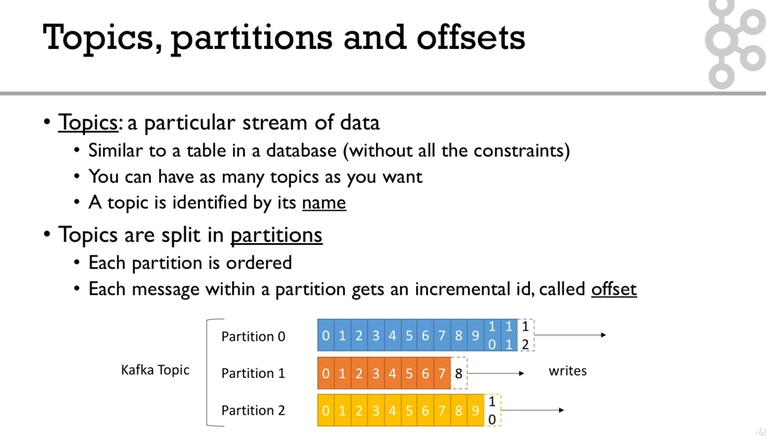 Topics, partitions and offsets
• Topics: a particular stream of data
• Similar to a table in a database (without all the constraints)
• You can have as many topics as you want
• A topic is identified by its name
• Topics are split in partitions
• Each partition is ordered
• Each message within a partition gets an incremental id, called offset
Kafka Topic
Partition 0 0 1 2 3 4 5 6 7 8 9 10 11 12
Partition 1 0 1 2 3 4 5 6 7 8
writes
Partition 2 0 1 2 3 4 5 6 7 8 9 10